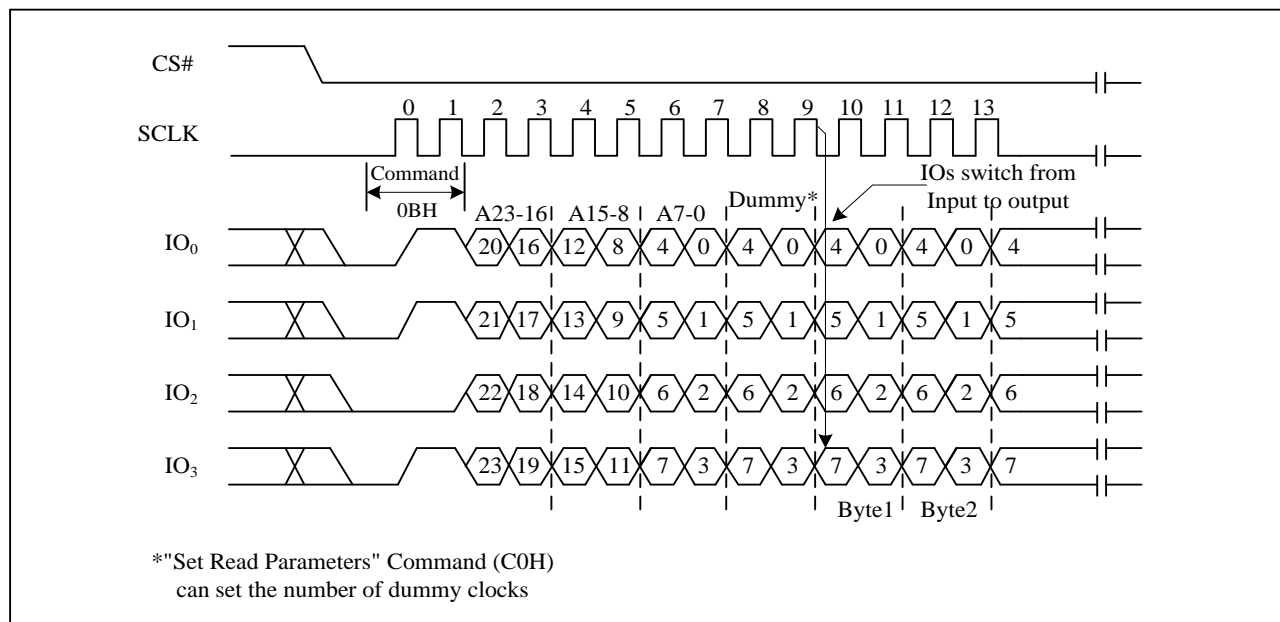 CS#
0 1 2 3 4 5 6 7 8 9 10 11 12 13
SCLK
Command
0BH
IOs switch from
Input to output
A23-16 A15-8 A7-0 Dummy*
IO₀ 20 16 12 8 4 0 4 0 4 0 4 0 4
IO₁ 21 17 13 9 5 1 5 1 5 1 5 1 5
IO₂ 22 18 14 10 6 2 6 2 6 2 6 2 6
IO₃ 23 19 15 11 7 3 7 3 7 3 7 3 7
Byte1 Byte2
*"Set Read Parameters" Command (C0H)
can set the number of dummy clocks